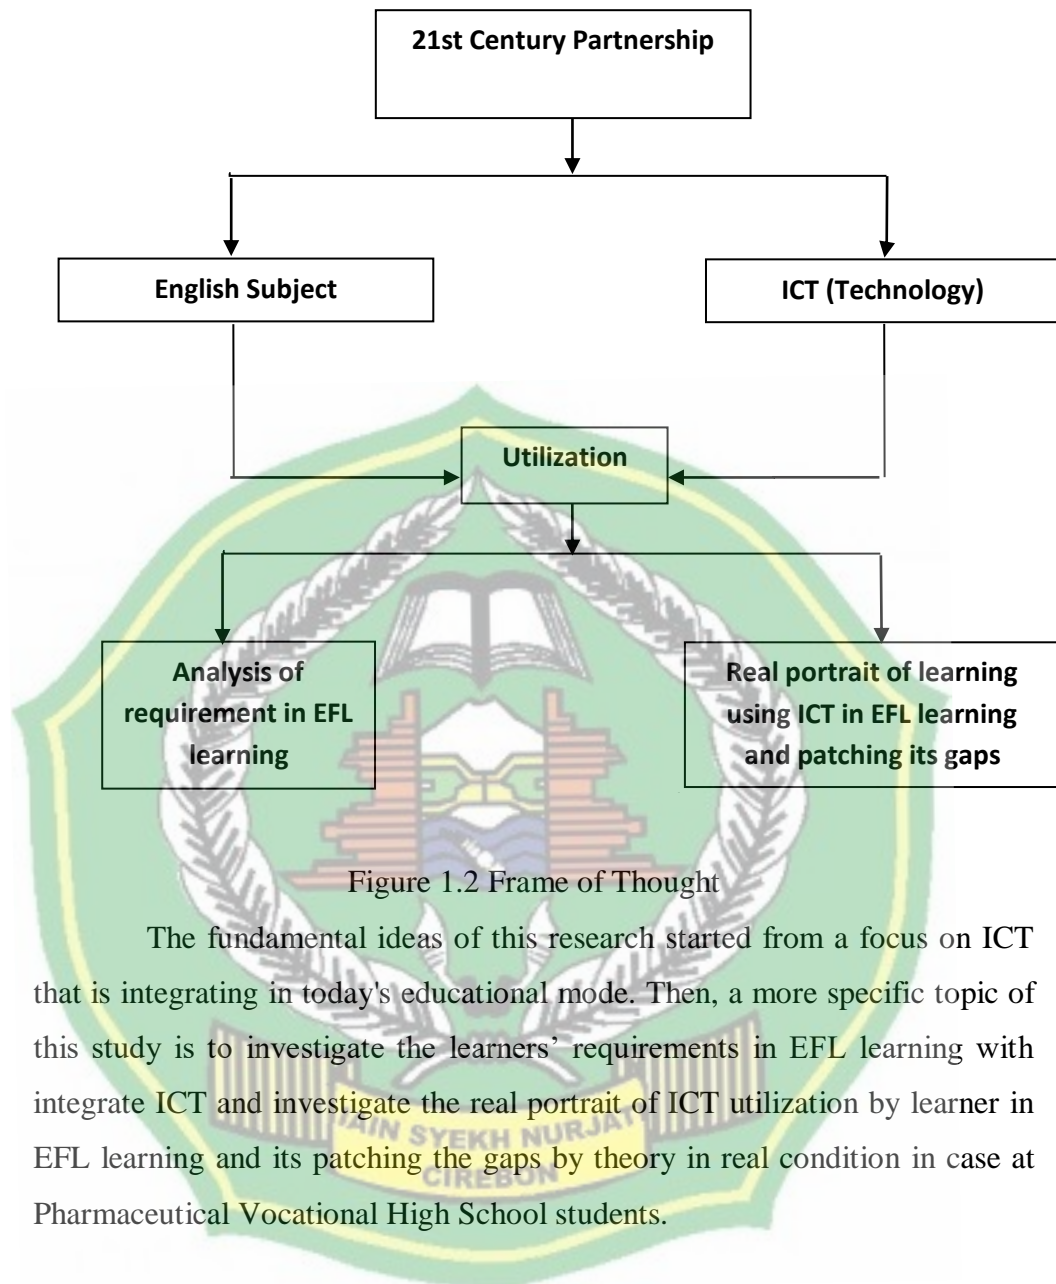 21st Century Partnership
English Subject
ICT (Technology)
Utilization
Analysis of
requirement in EFL
learning
Real portrait of learning
using ICT in EFL learning
and patching its gaps
Figure 1.2 Frame of Thought
The fundamental ideas of this research started from a focus on ICT
that is integrating in today's educational mode. Then, a more specific topic of
this study is to investigate the learners’ requirements in EFL learning with
integrate ICT and investigate the real portrait of ICT utilization by learner in
EFL learning and its patching the gaps by theory in real condition in case at
Pharmaceutical Vocational High School students.
IAIN SYEKH NURJATI
CIREBON